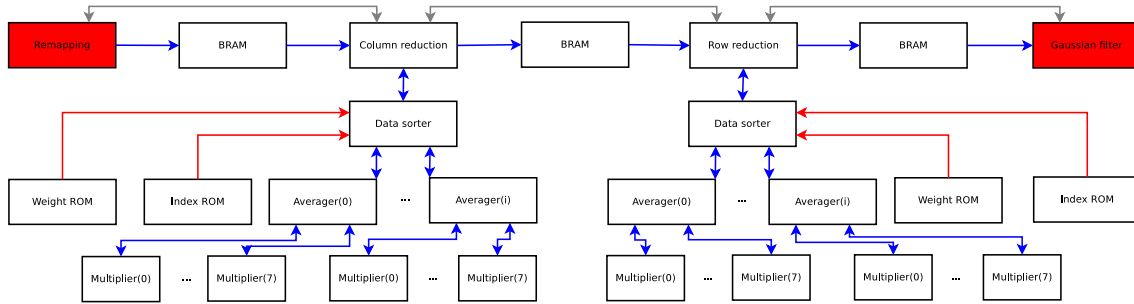 Remapping
BRAM
Column reduction
BRAM
Row reduction
BRAM
Gaussian filter
Data sorter
Data sorter
Weight ROM
Index ROM
Averager(0)
...
Averager(i)
Averager(0)
...
Averager(i)
Weight ROM
Index ROM
Multiplier(0)
...
Multiplier(7)
Multiplier(0)
...
Multiplier(7)
Multiplier(0)
...
Multiplier(7)
Multiplier(0)
...
Multiplier(7)